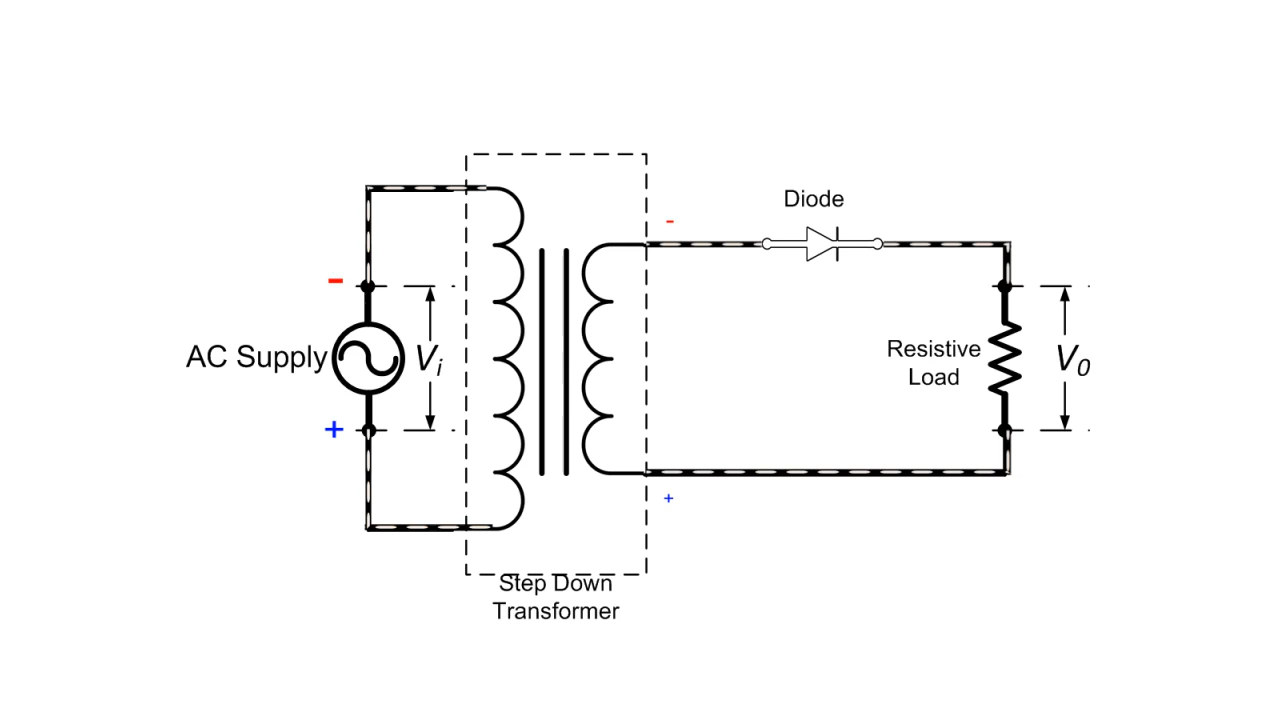 Diode
-
-
AC Supply
Vi
Resistive
Load
V0
+
+
Step Down
Transformer